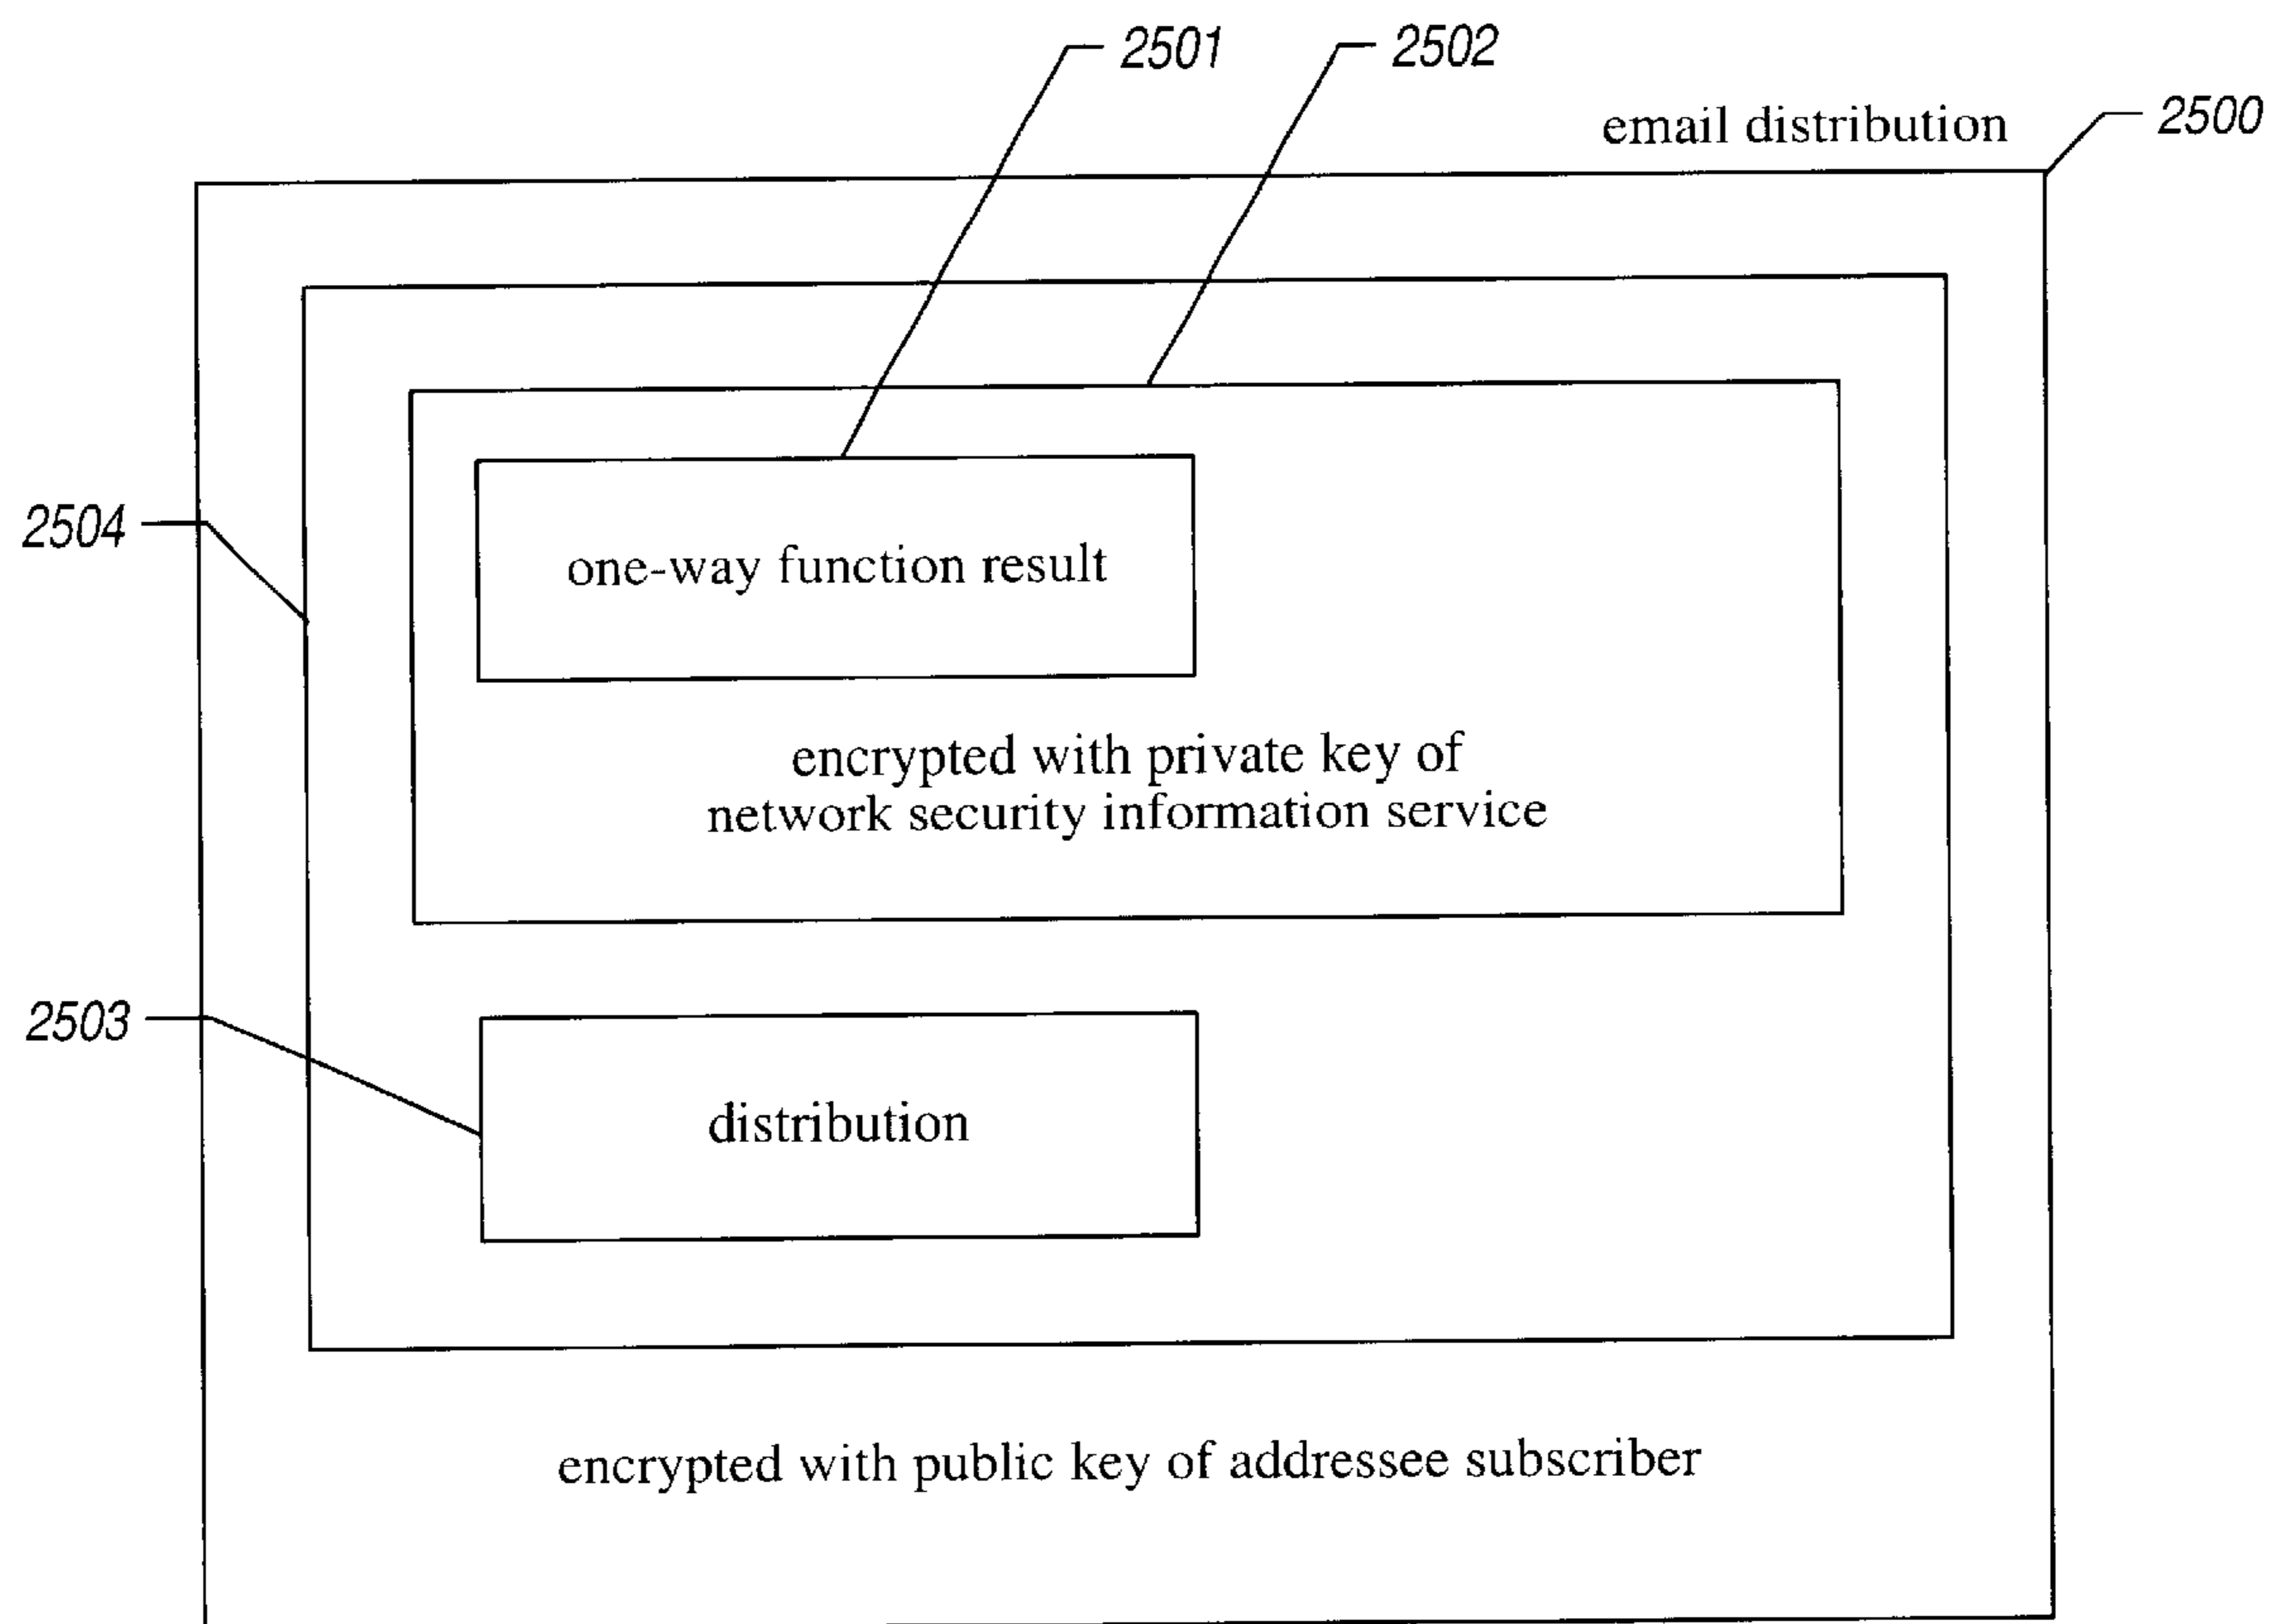 2501
2502
email distribution
2500
2504
one-way function result
encrypted with private key of
network security information service
2503
distribution
encrypted with public key of addressee subscriber